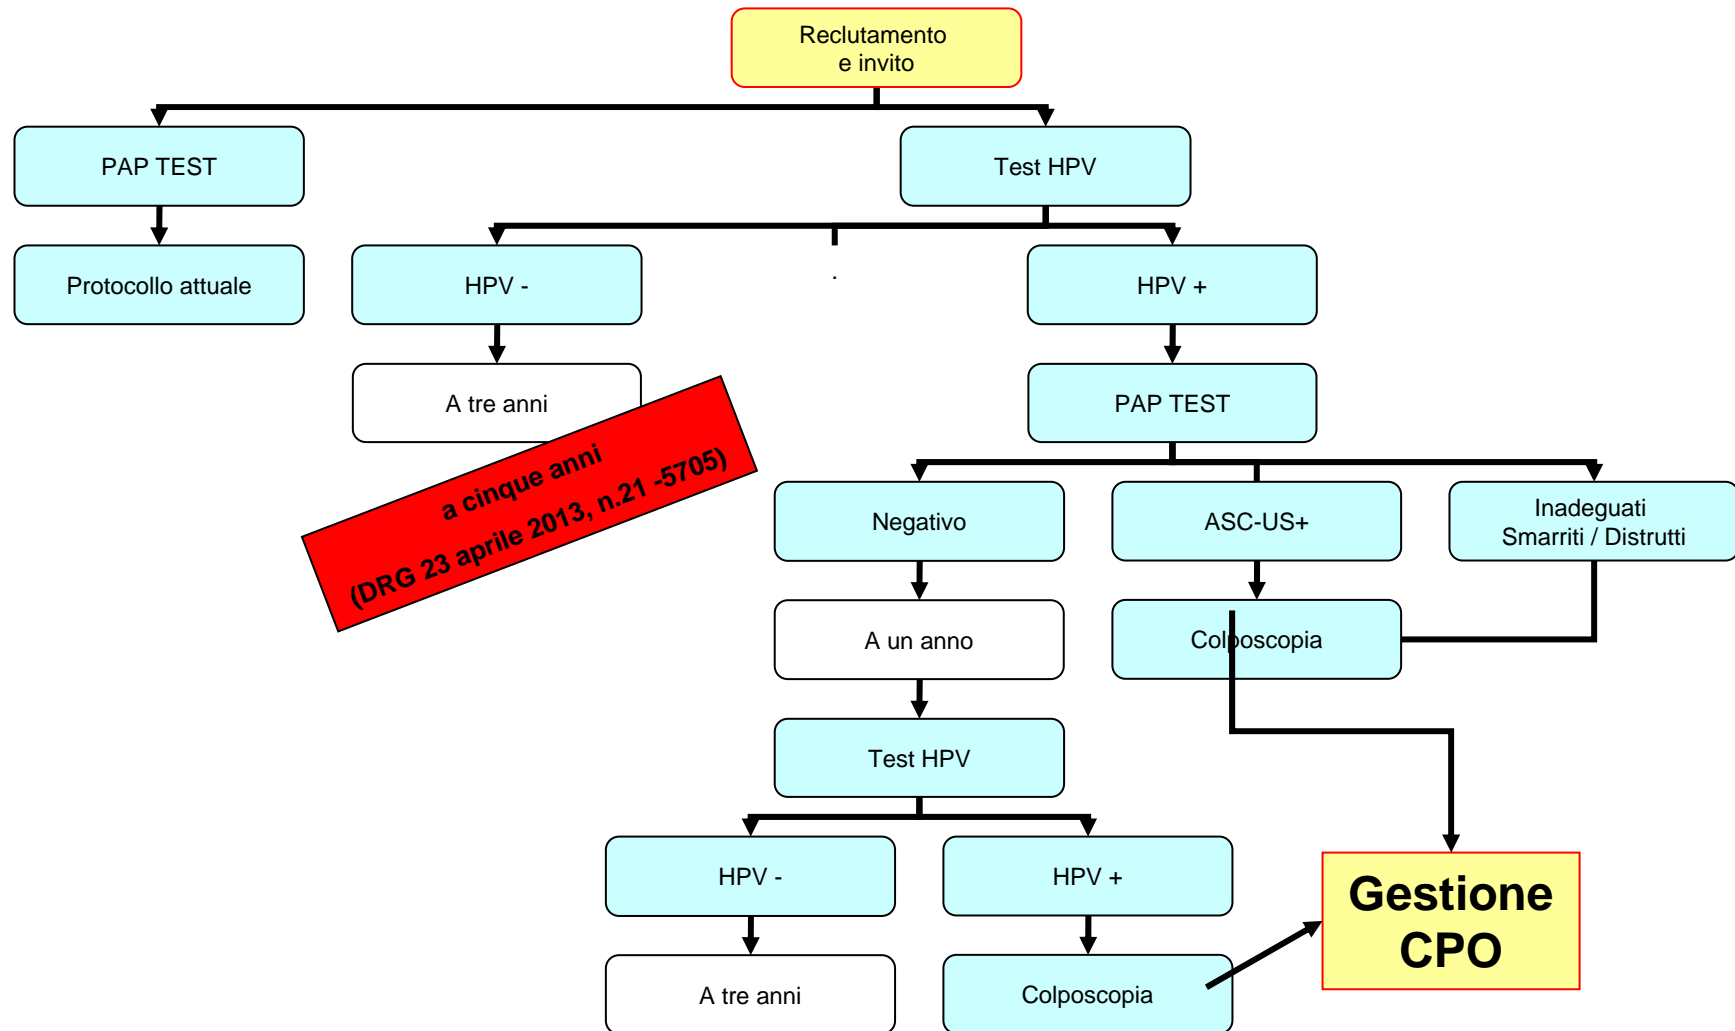 Reclutamento
e invito
PAP TEST
Test HPV
Protocollo attuale
HPV -
.
HPV +
A tre anni
PAP TEST
a cinque anni
(DRG 23 aprile 2013, n.21 -5705)
Negativo
ASC-US+
Inadeguati
Smarriti / Distrutti
A un anno
Colposcopia
Test HPV
HPV -
HPV +
Gestione
CPO
A tre anni
Colposcopia